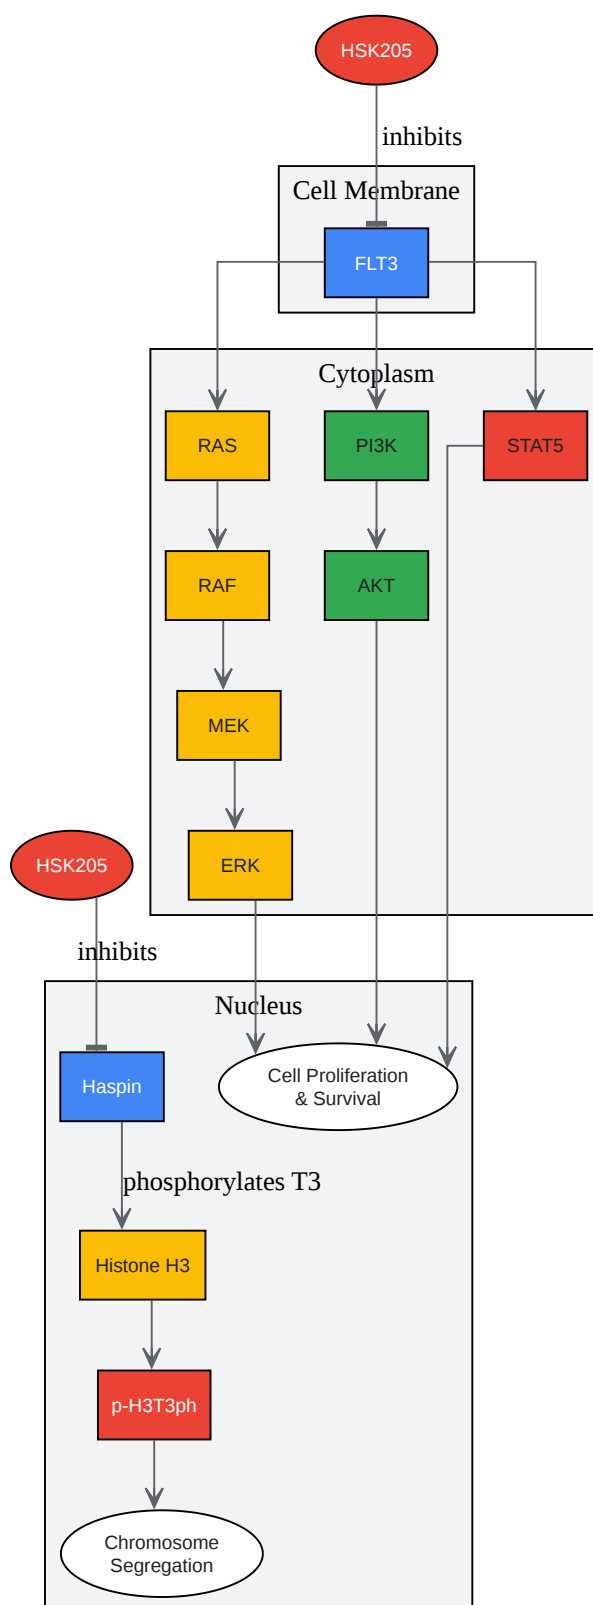 HSK205
inhibits
Cell Membrane
FLT3
Cytoplasm
RAS
PI3K
STAT5
RAF
AKT
MEK
HSK205
ERK
inhibits
Nucleus
Haspin
Cell Proliferation
& Survival
phosphorylates T3
Histone H3
p-H3T3ph
Chromosome
Segregation